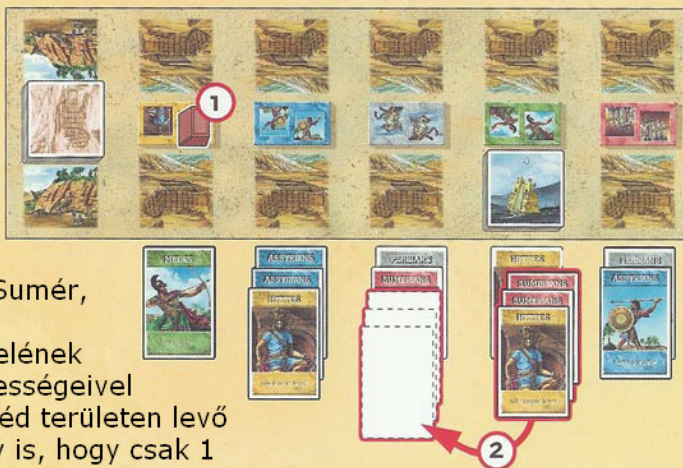 1
MEDES
ASSYRIANS
ASSYRIANS
HITTITES
PERSIANS
SUMERIANS
HITTITES
SUMERIANS
SUMERIANS
HITTITES
PERSIANS
ASSYRIANS
Sumér,
elének
ességeivel
éd területen levő
is, hogy csak 1
2